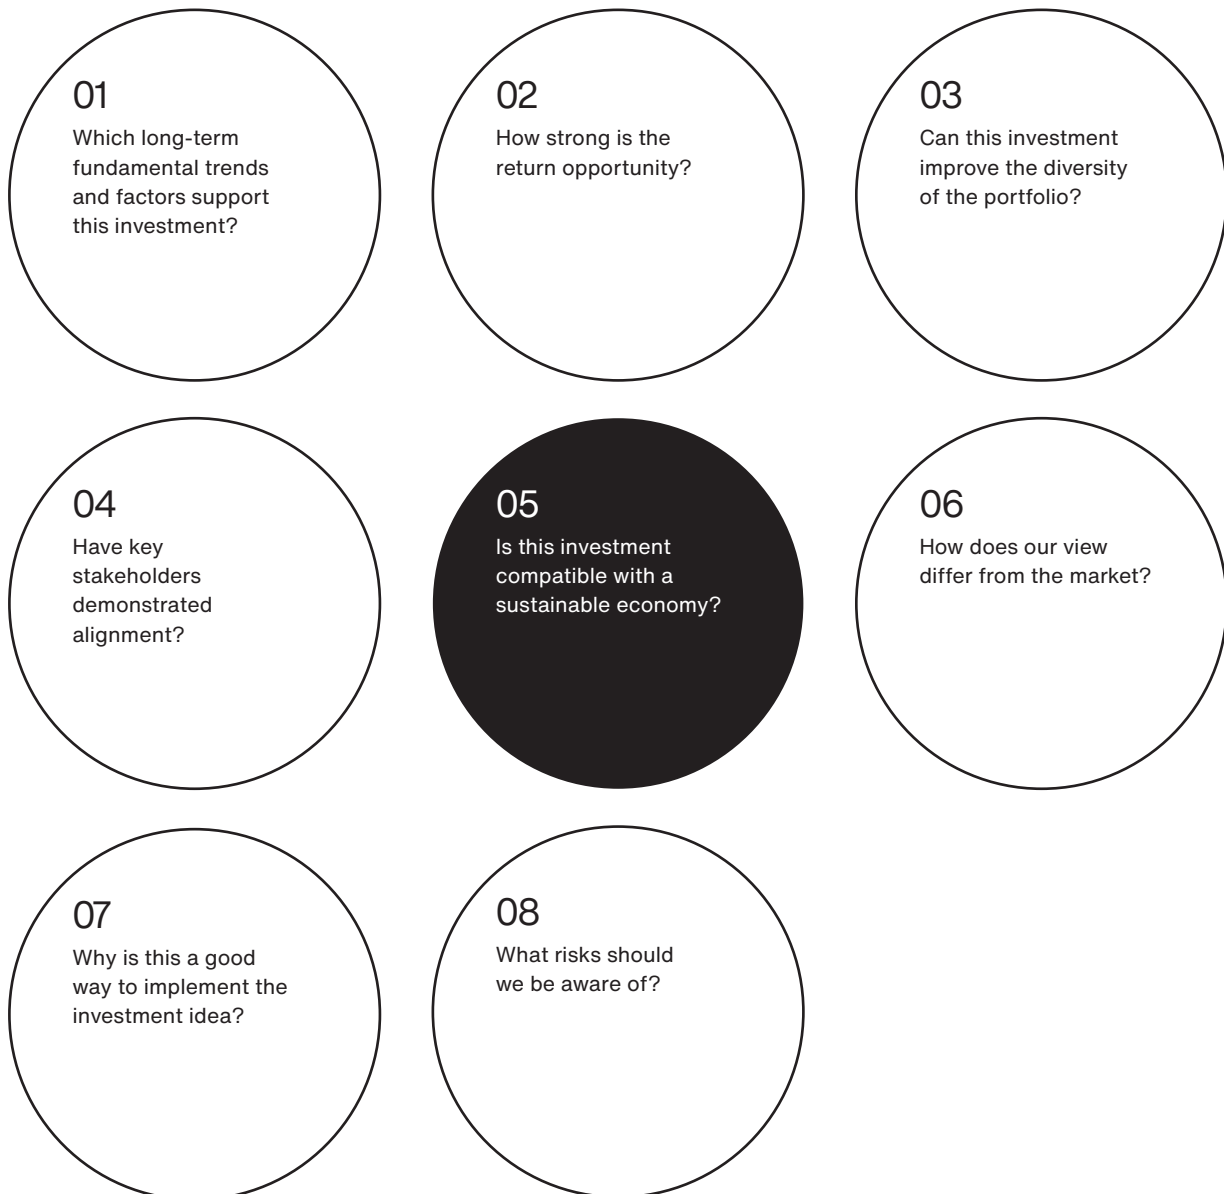 01
Which long-term
fundamental trends
and factors support
this investment?
02
How strong is the
return opportunity?
03
Can this investment
improve the diversity
of the portfolio?
04
Have key
stakeholders
demonstrated
alignment?
05
Is this investment
compatible with a
sustainable economy?
06
How does our view
differ from the market?
07
Why is this a good
way to implement the
investment idea?
08
What risks should
we be aware of?